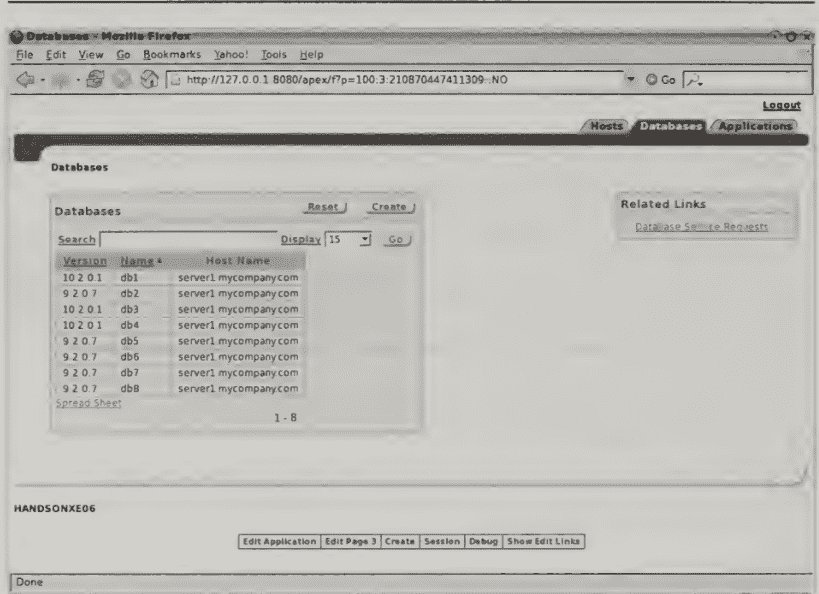 Databases - Mozilla Firefox
File Edit View Go Bookmarks Yahoo! Tools Help
http://127.0.0.1 8080/apex/f?p=100:3:210870447411309::NO Go
Logout
Hosts Databases Applications
Databases
Databases Reset Create
Search Display 15 Go
Version Name Host Name
10 2 0.1 db1 server1 mycompany.com
9 2 0.7 db2 server1 mycompany.com
10 2 0.1 db3 server1 mycompany.com
10 2 0 1 db4 server1 mycompany.com
9 2 0.7 db5 server1 mycompany.com
9 2 0.7 db6 server1 mycompany.com
9 2 0.7 db7 server1 mycompany.com
9 2 0.7 db8 server1 mycompany.com
Spread Sheet
1 - 8
Related Links
Database Service Requests
HANDSONXE06
Edit Application Edit Page 3 Create Session Debug Show Edit Links
Done